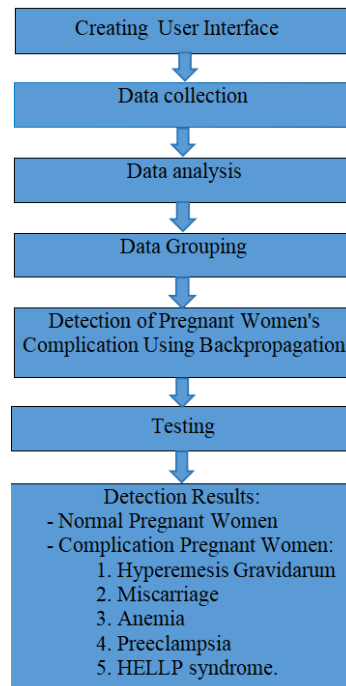 Creating User Interface
Data collection
Data analysis
Data Grouping
Detection of Pregnant Women's
Complication Using Backpropagation
Testing
Detection Results:
- Normal Pregnant Women
- Complication Pregnant Women:
1. Hyperemesis Gravidarum
2. Miscarriage
3. Anemia
4. Preeclampsia
5. HELLP syndrome.